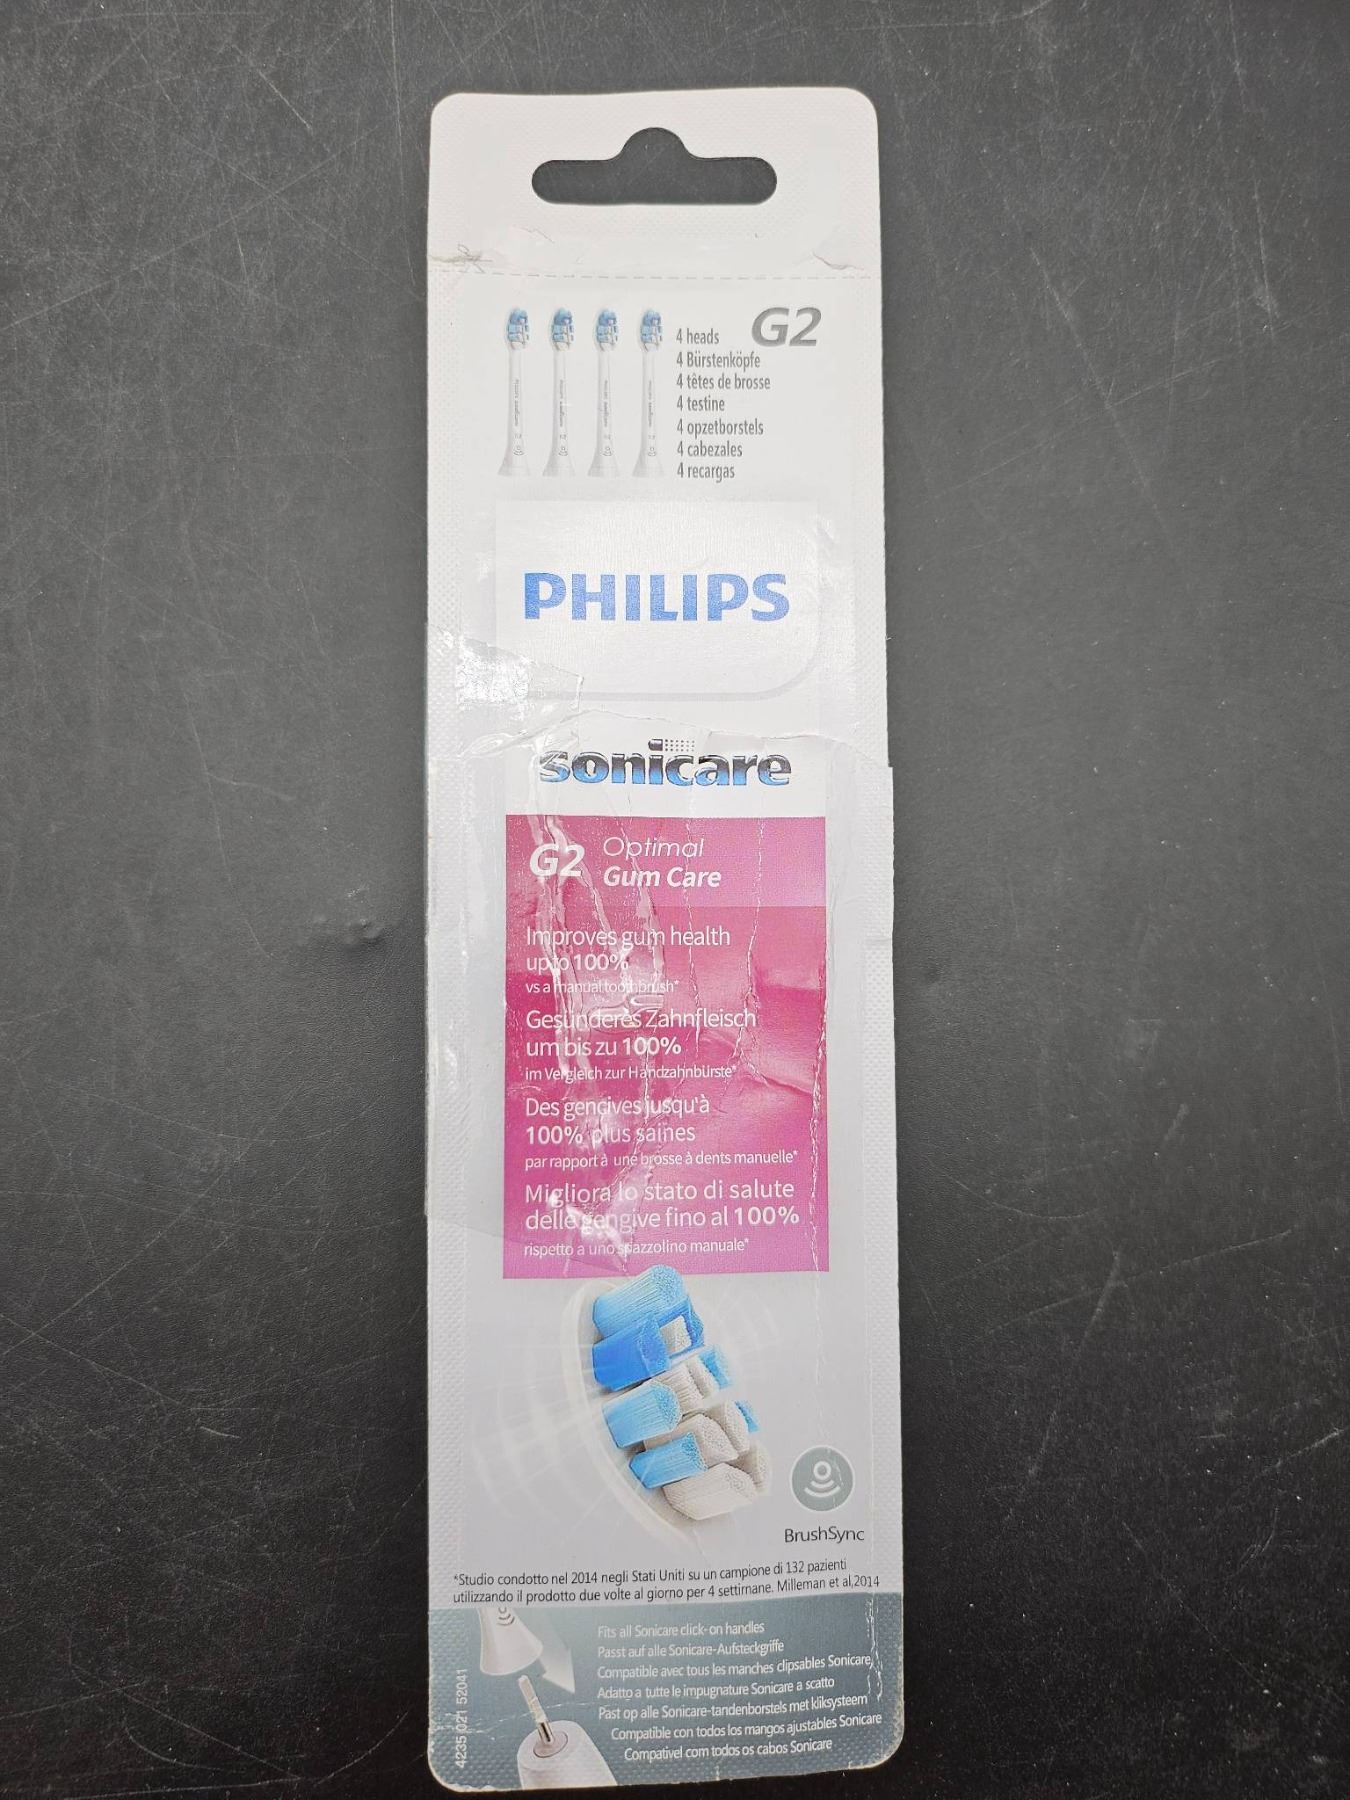 G2
4 heads
4 Bürstenköpfe
4 têtes de brosse
4 testine
4 opzetborstels
4 cabezales
4 recargas
PHILIPS
sonicare
G2 Optimal
Gum Care
Improves gum health
up to 100%
vs a manual toothbrush*
Gesünderes Zahnfleisch
um bis zu 100%
im Vergleich zur Handzahnbürste*
Des gencives jusqu'à
100% plus saines
par rapport à une brosse à dents manuelle*
Migliora lo stato di salute
delle gengive fino al 100%
rispetto a uno spazzolino manuale*
BrushSync
*Studio condotto nel 2014 negli Stati Uniti su un campione di 132 pazienti
utilizzando il prodotto due volte al giorno per 4 settimane. Milleman et al, 2014
Fits all Sonicare click-on handles
Passt auf alle Sonicare-Aufsteckgriffe
Compatible avec tous les manches clipsables Sonicare
Adatto a tutte le impugnature Sonicare a scatto
Past op alle Sonicare-tandenborstels met kliksysteem
Compatible con todos los mangos ajustables Sonicare
Compativel com todos os cabos Sonicare
4235 021 52041